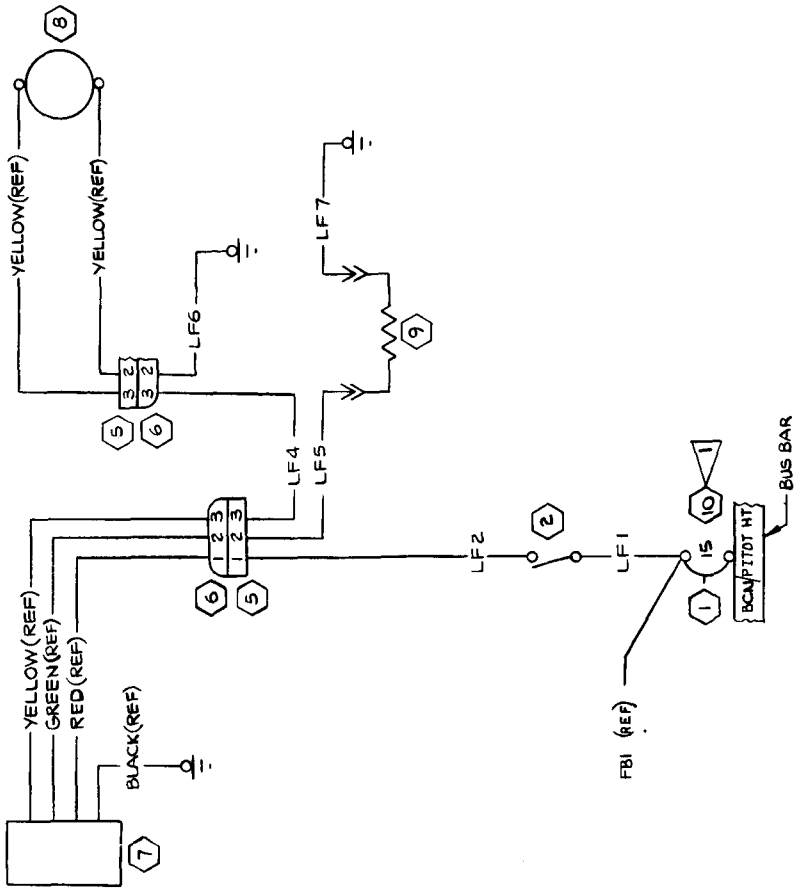 8
YELLOW (REF)
YELLOW (REF)
LF7
LF6
9
3 2
3 2
5
6
LF4
LF5
3
2
1
3
2
1
6
5
LF2
2
LF1
10
1
15
1
BCN/PITOT HT
BUS BAR
FB1 (REF)
YELLOW (REF)
GREEN (REF)
RED (REF)
BLACK (REF)
7